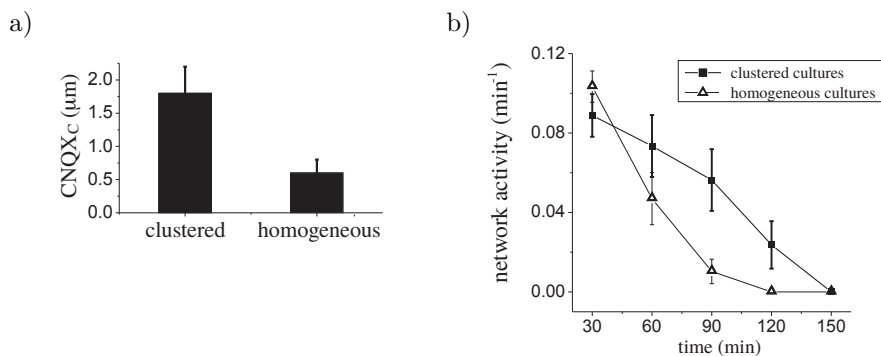 a)
CNQXC (μm)
2.0
1.5
1.0
0.5
0.0
clustered homogeneous
b)
network activity (min-1)
0.12
0.08
0.04
0.00
clustered cultures
homogeneous cultures
30 60 90 120 150
time (min)